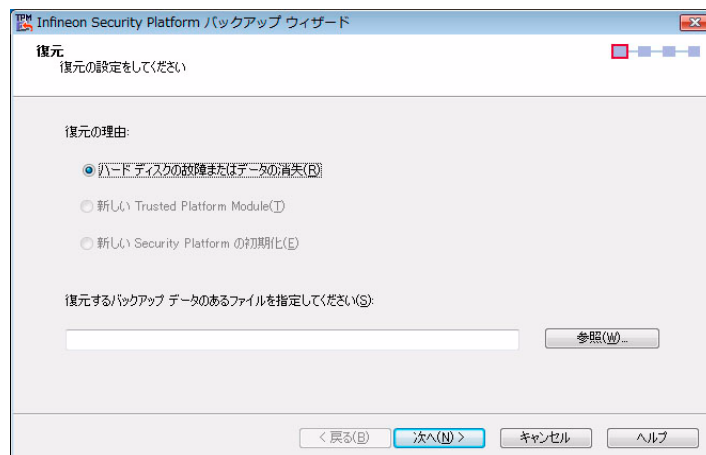 TPM
Infineon Security Platform バックアップ ウィザード
復元
復元の設定をしてください
復元の理由:
ハード ディスクの故障またはデータの消失(R)
新しい Trusted Platform Module(T)
新しい Security Platform の初期化(E)
復元するバックアップ データのあるファイルを指定してください(S):
参照(W)...
< 戻る(B)
次へ(N) >
キャンセル
ヘルプ